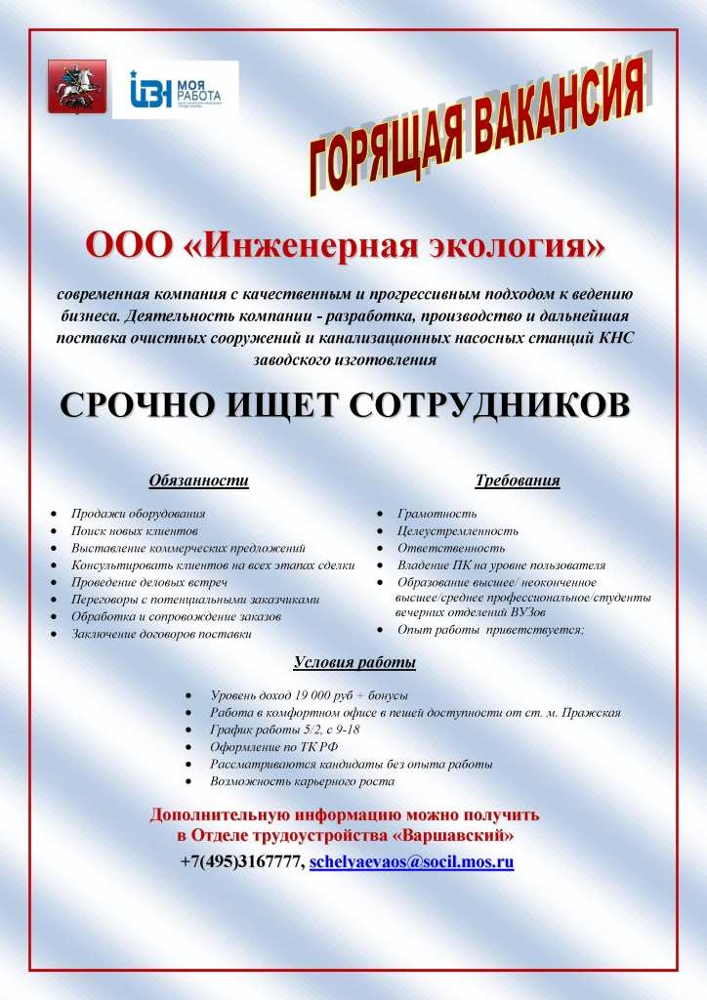 МОЯ
РАБОТА
ГОРЯЩАЯ ВАКАНСИЯ
ООО «Инженерная экология»
современная компания с качественным и прогрессивным подходом к ведению
бизнеса. Деятельность компании - разработка, производство и дальнейшая
поставка очистных сооружений и канализационных насосных станций КНС
заводского изготовления
СРОЧНО ИЩЕТ СОТРУДНИКОВ
Обязанности
• Продажи оборудования
• Поиск новых клиентов
• Выставление коммерческих предложений
• Консультировать клиентов на всех этапах сделки
• Проведение деловых встреч
• Переговоры с потенциальными заказчиками
• Обработка и сопровождение заказов
• Заключение договоров поставки
Требования
• Грамотность
• Целеустремленность
• Ответственность
• Владение ПК на уровне пользователя
• Образование высшее/ неоконченное
высшее/среднее профессиональное/студенты
вечерних отделений ВУЗов
• Опыт работы приветствуется;
Условия работы
• Уровень доход 19 000 руб + бонусы
• Работа в комфортном офисе в пешей доступности от ст. м. Пражская
• График работы 5/2, с 9-18
• Оформление по ТК РФ
• Рассматриваются кандидаты без опыта работы
• Возможность карьерного роста
Дополнительную информацию можно получить
в Отделе трудоустройства «Варшавский»
+7(495)3167777, schelyaevaos@socil.mos.ru